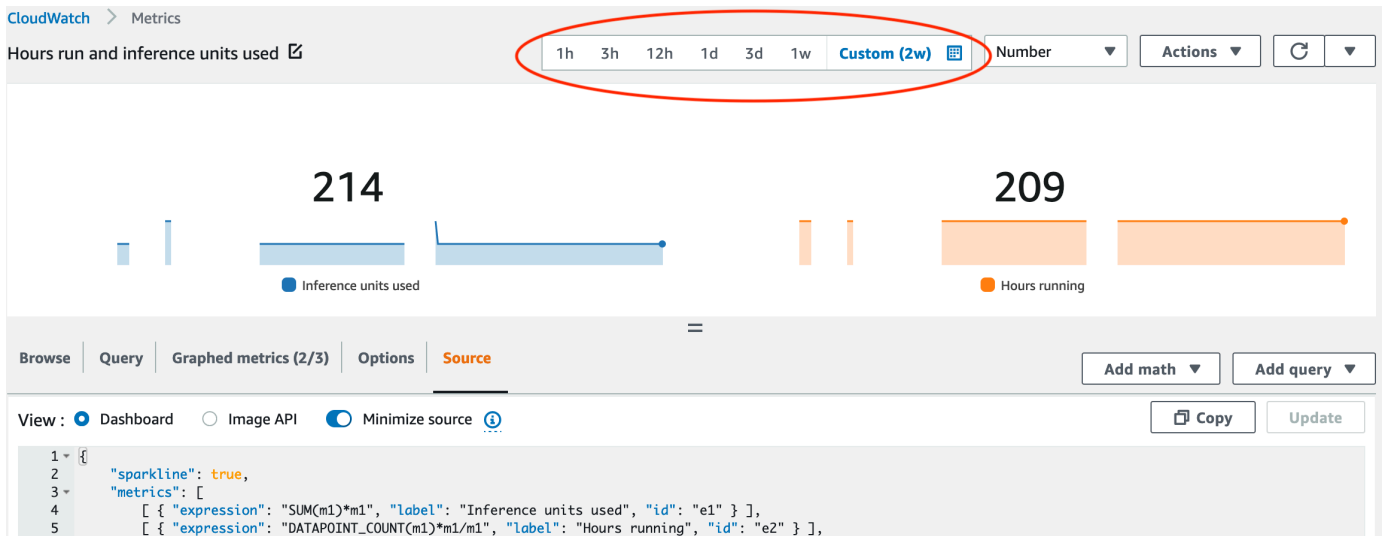 CloudWatch > Metrics
Hours run and inference units used
1h 3h 12h 1d 3d 1w Custom (2w) Number Actions
214 209
Inference units used Hours running
Browse Query Graphed metrics (2/3) Options Source Add math Add query
View : Dashboard Image API Minimize source Copy Update
1 {
2 "sparkline": true,
3 "metrics": [
4 [ { "expression": "SUM(m1)*m1", "label": "Inference units used", "id": "e1" } ],
5 [ { "expression": "DATAPOINT_COUNT(m1)*m1/m1", "label": "Hours running", "id": "e2" } ],